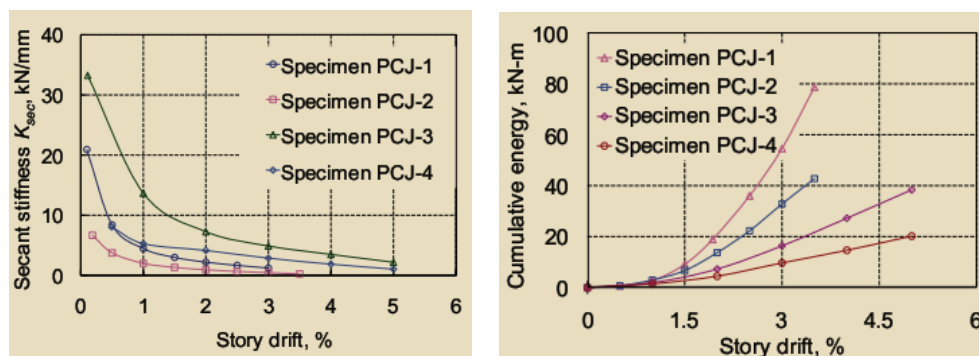 Secant stiffness Ksec, kN/mm
50
40
30
20
10
0
Specimen PCJ-1
Specimen PCJ-2
Specimen PCJ-3
Specimen PCJ-4
0 1 2 3 4 5 6
Story drift, %
Cumulative energy, kN-m
100
80
60
40
20
0
Specimen PCJ-1
Specimen PCJ-2
Specimen PCJ-3
Specimen PCJ-4
0 1.5 3 4.5 6
Story drift, %